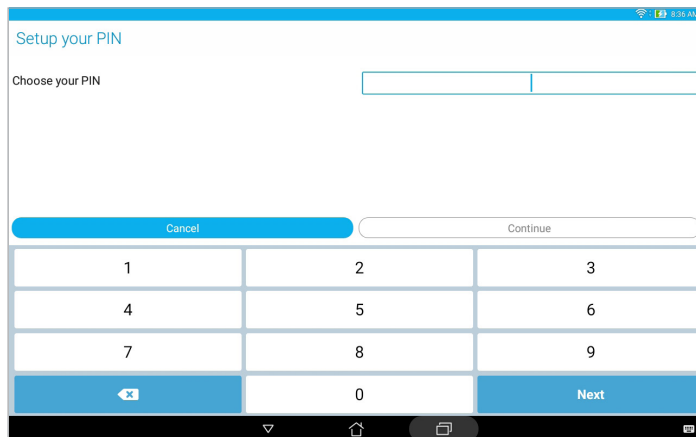 8:36 AM
Setup your PIN
Choose your PIN
Cancel Continue
1 2 3
4 5 6
7 8 9
0 Next